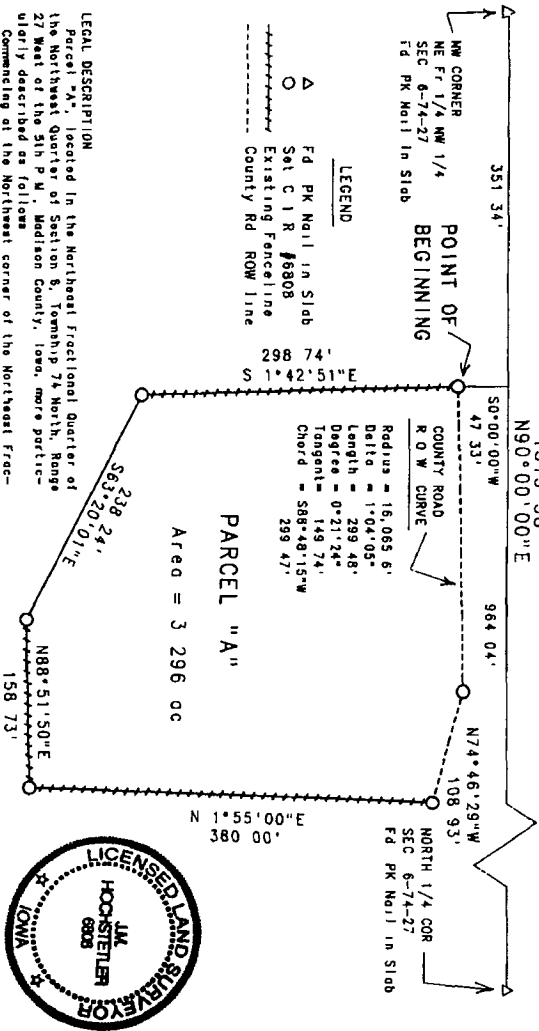 N90°00'00"E
351 34'
964 04'
NW CORNER
NE Fr 1/4 NW 1/4
SEC 6-74-27
Fd PK Nail in Slab
POINT OF
BEGINNING
S0°00'00"W
47 33'
N74°46'29"W
108 93'
NORTH 1/4 COR
SEC 6-74-27
Fd PK Nail in Slab
COUNTY ROAD
R O W CURVE
Radius = 16,065 6'
Delta = 1°04'05"
Length = 299 48'
Degree = 0°21'24"
Tangent= 149 74'
Chord = S88°48'15"W
299 47'
LEGEND
Fd PK Nail in Slab
Set C I R #6808
Existing Fenceline
County Rd ROW line
298 74'
S 1°42'51"E
PARCEL "A"
Area = 3 296 ac
238 24'
S63°20'01"E
N88°51'50"E
158 73'
N 1°55'00"E
380 00'
LICENSED LAND SURVEYOR
J.M.
HOCHSTETLER
6808
IOWA
LEGAL DESCRIPTION
Parcel "A", located in the Northeast Fractional Quarter of
the Northwest Quarter of Section 6, Township 74 North, Range
27 West of the 5th P M , Madison County, Iowa, more partic-
ularly described as follows
Commencing at the Northwest corner of the Northeast Frac-